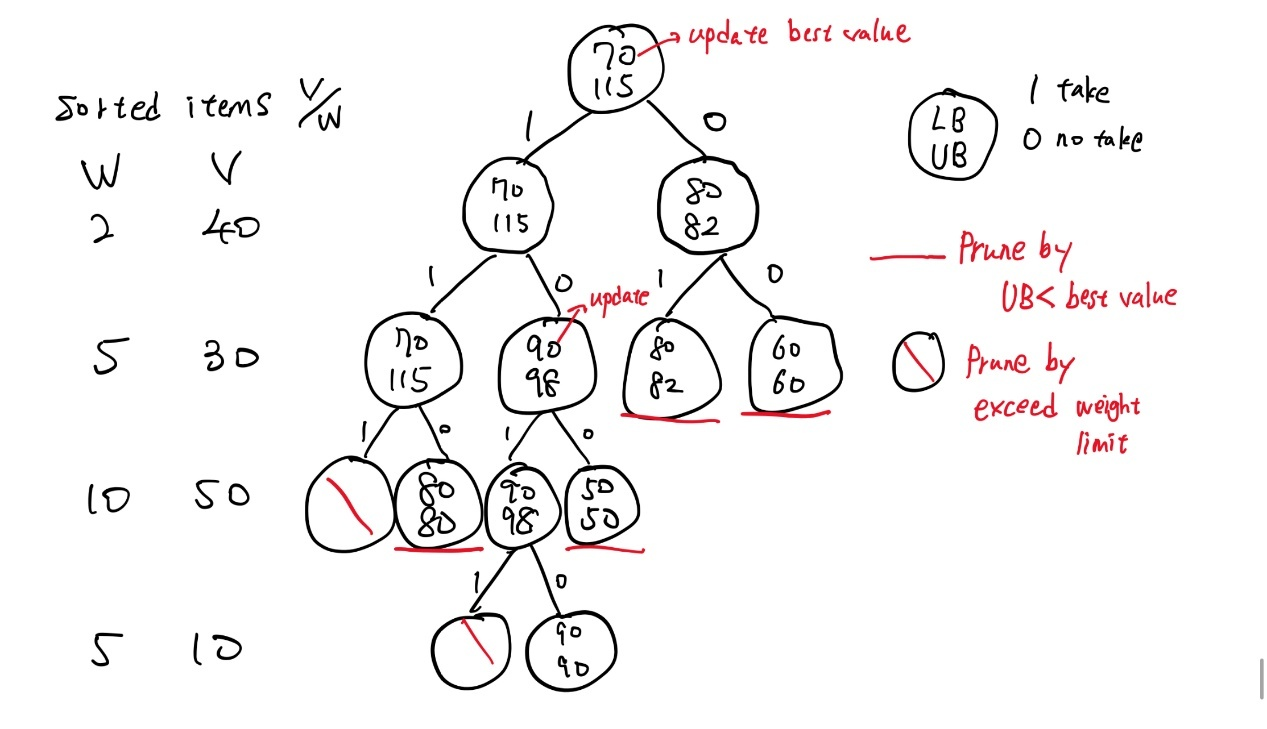 70 → update best value
115
Sorted items V/W
1
0
LB
UB
1 take
0 no take
W V
2 40
70
115
80
82
Prune by
UB< best value
1
0
update
1
0
5 30
70
115
90
98
80
82
60
60
Prune by
exceed weight
limit
1
0
1
0
10 50
80
80
90
98
50
50
1
0
5 10
90
90